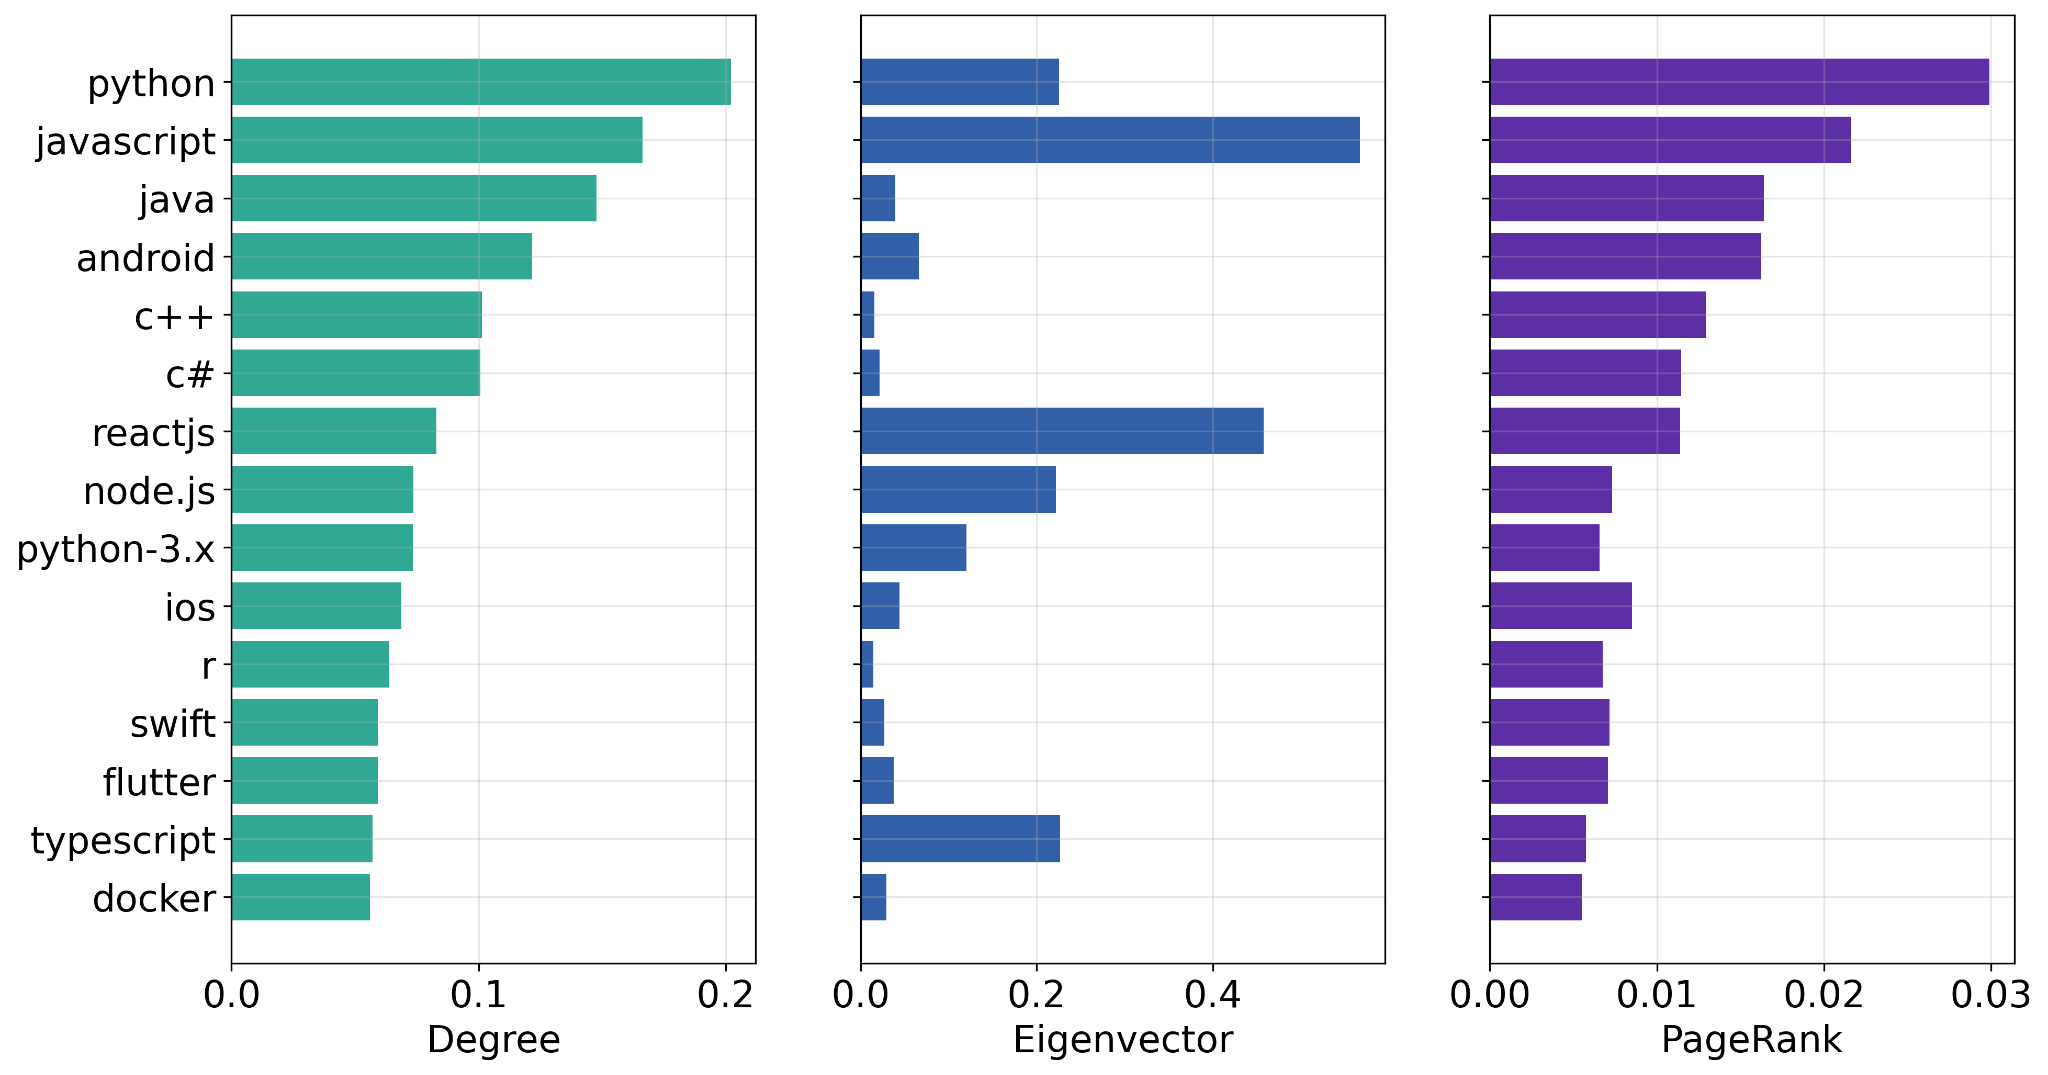 python
javascript
java
android
c++
c#
reactjs
node.js
python-3.x
ios
r
swift
flutter
typescript
docker
0.0 0.1 0.2
Degree
0.0 0.2 0.4
Eigenvector
0.00 0.01 0.02 0.03
PageRank